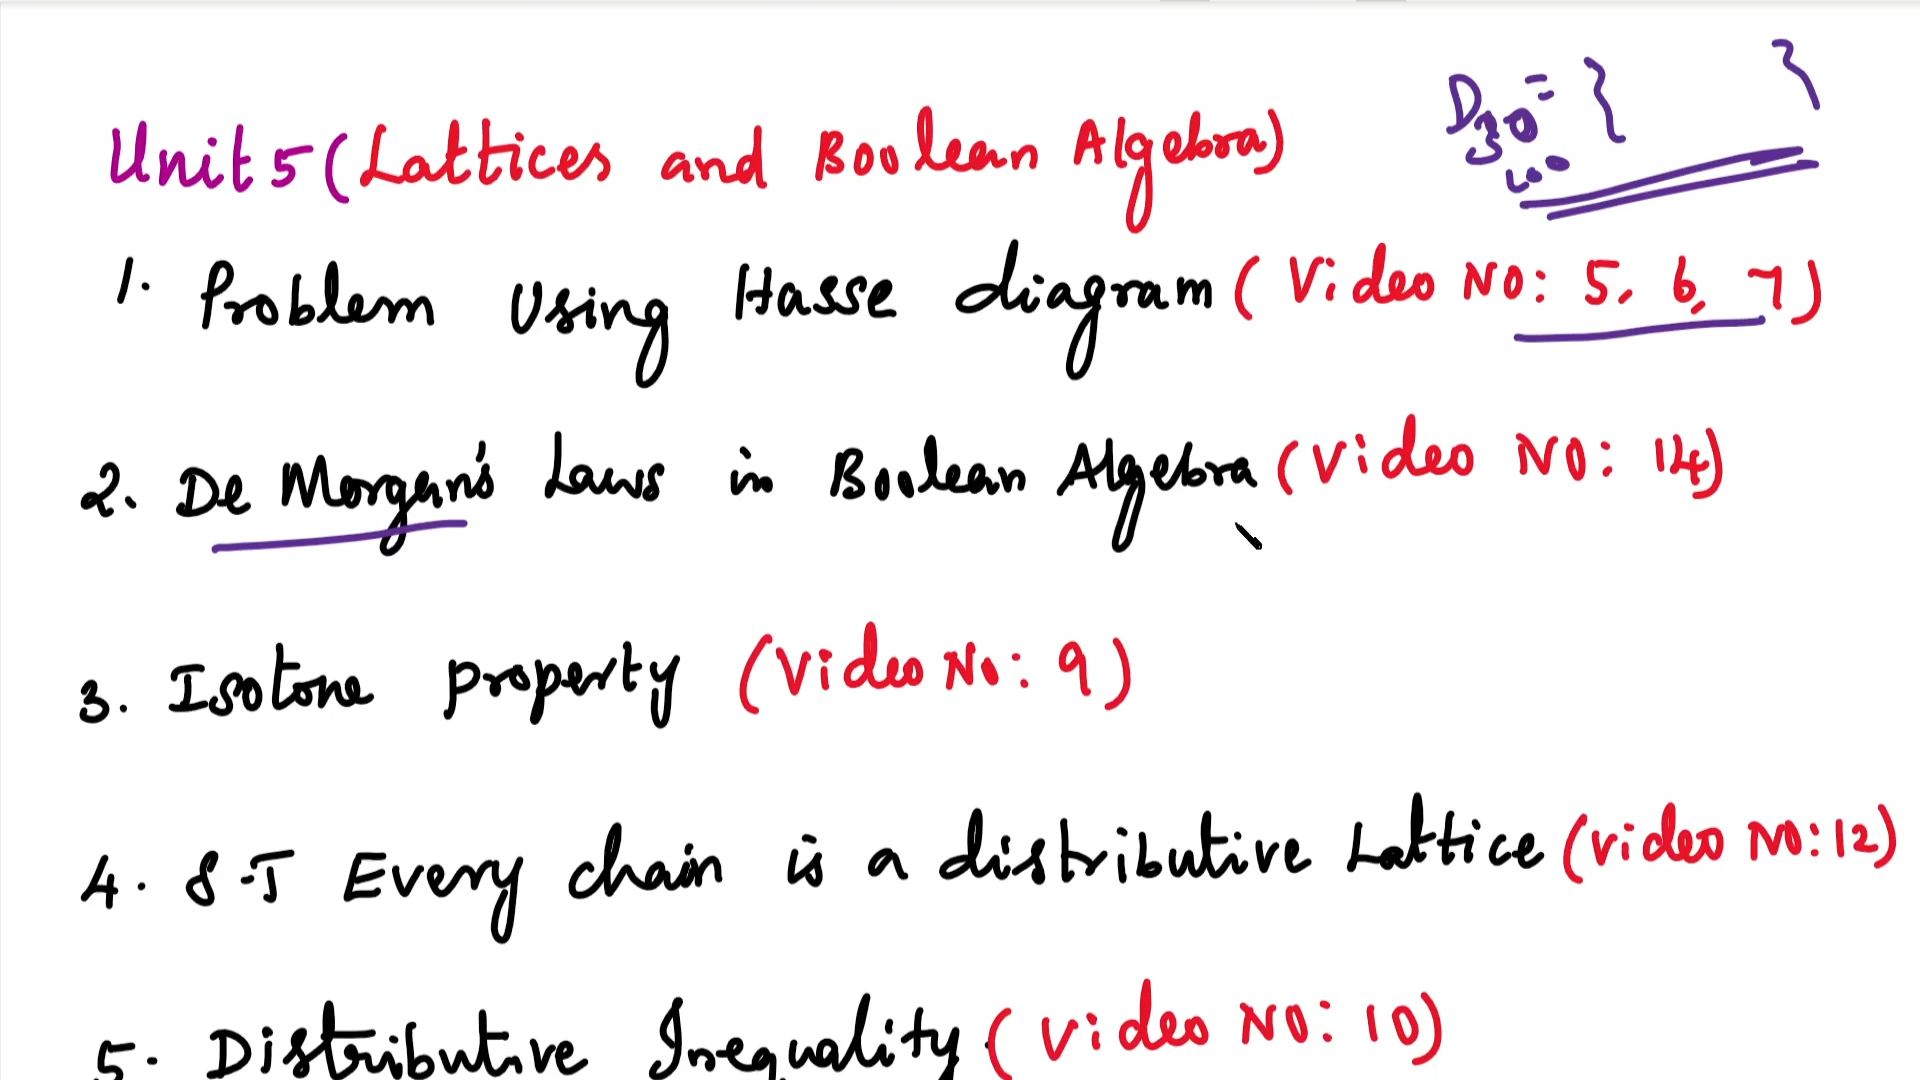 D30 = { }
100
Unit 5 (Lattices and Boolean Algebra)
1. Problem Using Hasse diagram (Video NO: 5, 6, 7)
2. De Morgan's Laws in Boolean Algebra (Video NO: 14)
3. Isotone property (Video No: 9)
4. S.T Every chain is a distributive Lattice (Video NO: 12)
5. Distributive Inequality (Video NO: 10)